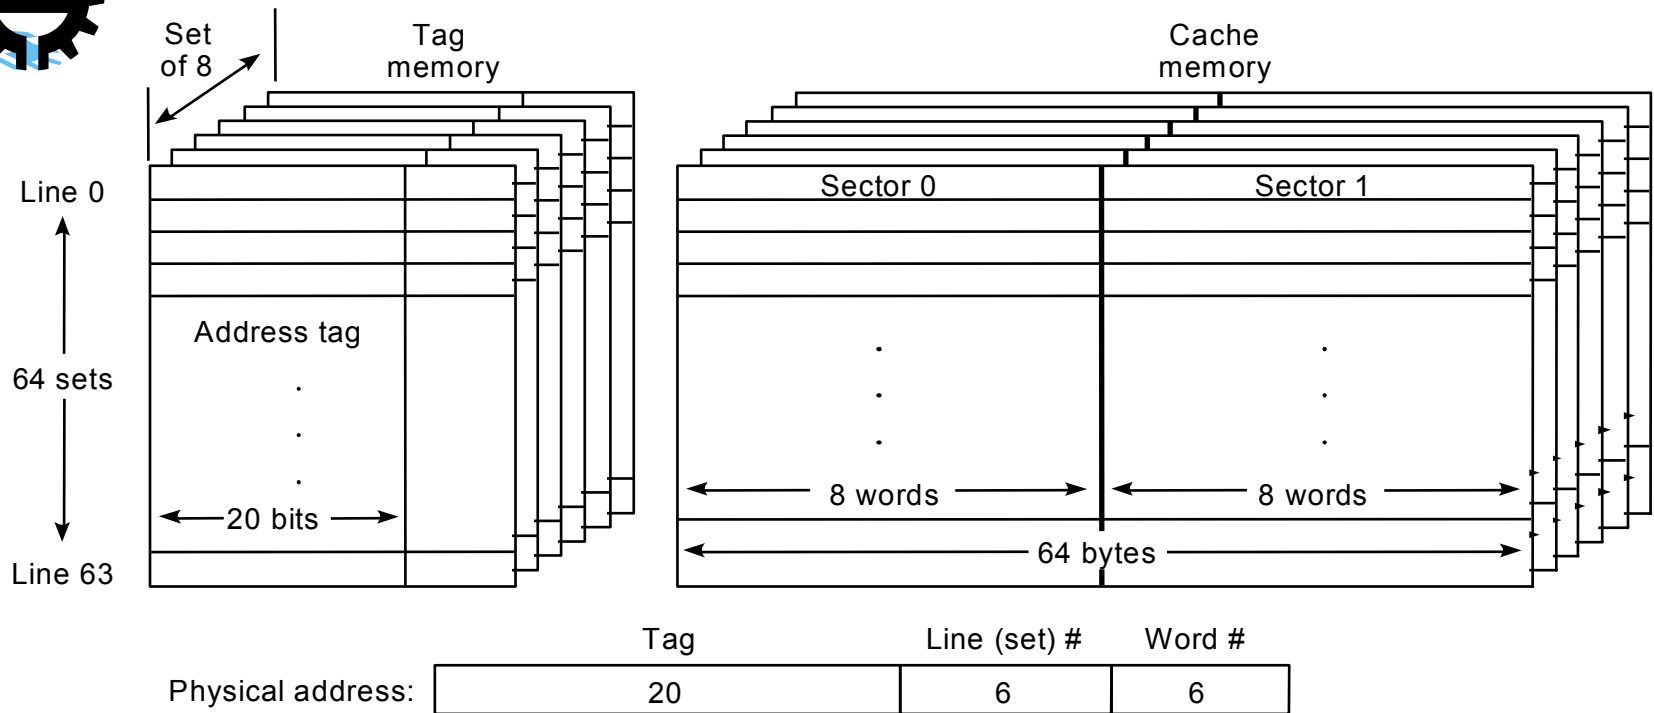 Set
of 8
Tag
memory
Cache
memory
Line 0
Sector 0
Sector 1
Address tag
64 sets
20 bits
8 words
8 words
64 bytes
Line 63
Tag
Line (set) #
Word #
Physical address:
20
6
6